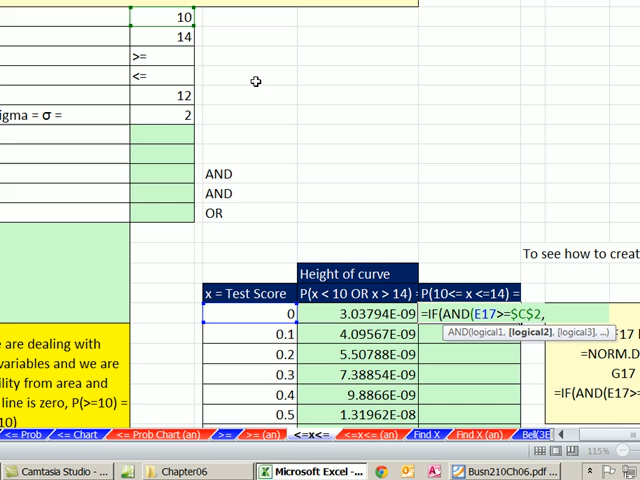 10
14
>=
<=
12
igma = σ =
2
AND
AND
OR
To see how to creat
Height of curve
x = Test Score
P(x < 10 OR x > 14) =
P(10<= x <=14) =
0
3.03794E-09
=IF(AND(E17>=$C$2,
AND(logical1, [logical2], [logical3], ...)
0.1
4.09567E-09
0.2
5.50788E-09
=NORM.D
0.3
7.38854E-09
G17
0.4
9.8866E-09
=IF(AND(E17>=
0.5
1.31962E-08
e are dealing with
variables and we are
ility from area and
line is zero, P(>=10) =
10)
<= Prob
<= Chart
<= Prob Chart (an)
>=
>= (an)
<=x<=
<=x<= (an)
Find X
Find X (an)
Bell(3E
115%
Camtasia Studio - ...
Chapter06
Microsoft Excel -...
Busn210Ch06.pdf ...